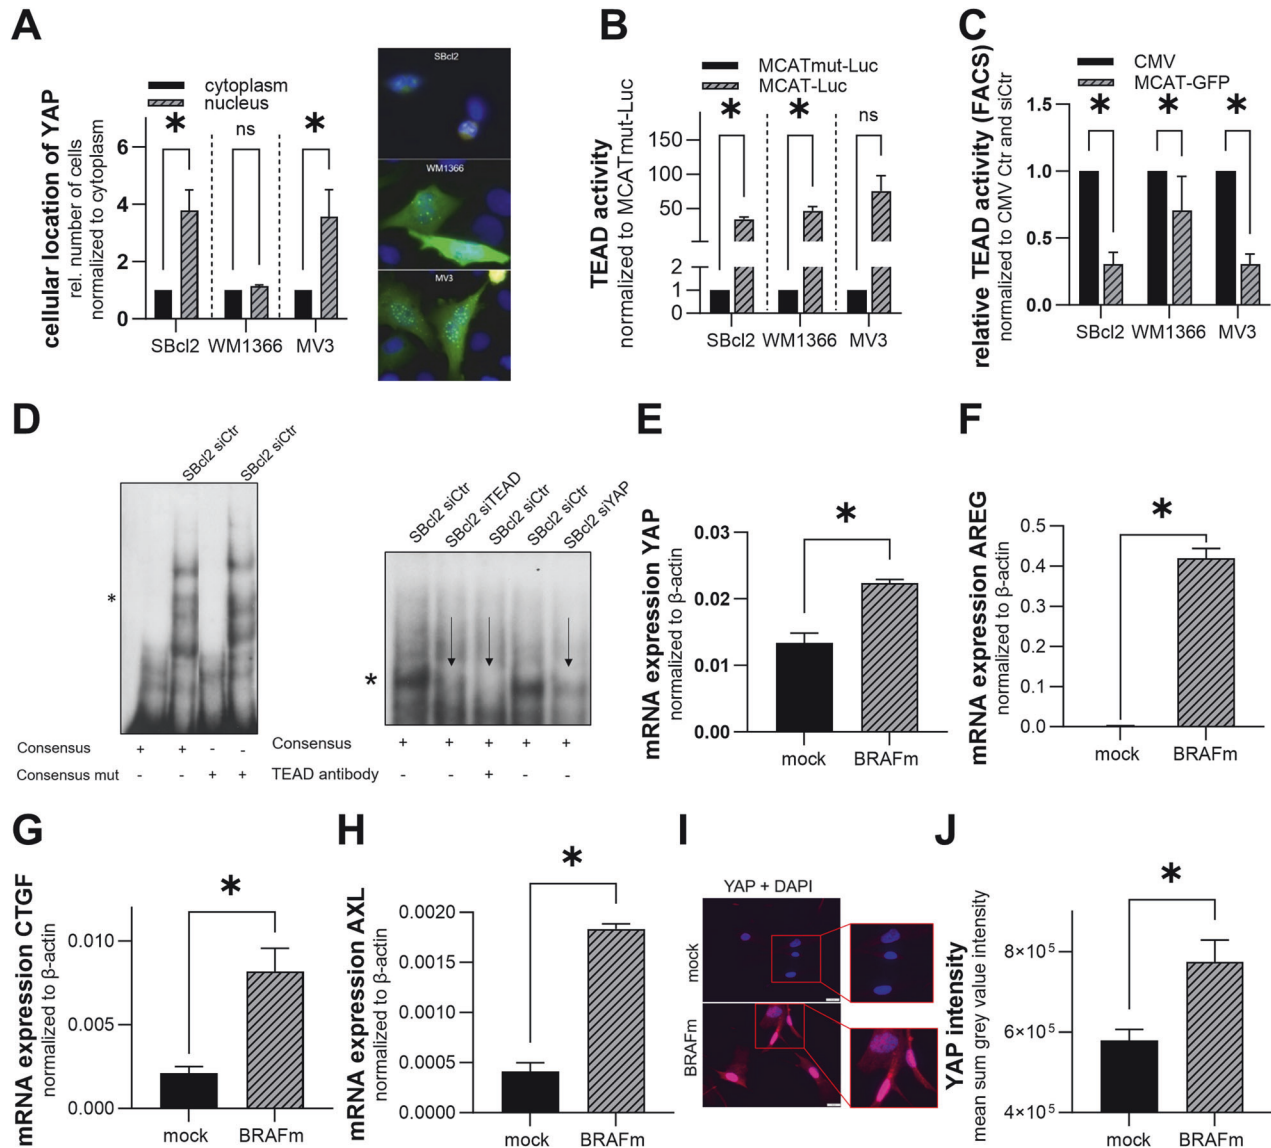 A
cellular location of YAP
rel. number of cells
normalized to cytoplasm
cytoplasm
nucleus
* ns *
6
4
2
0
SBcl2 WM1366 MV3
SBcl2
WM1366
MV3
B
TEAD activity
normalized to MCATmut-Luc
MCATmut-Luc
MCAT-Luc
* * ns
150
100
50
2
1
0
SBcl2 WM1366 MV3
C
relative TEAD activity (FACS)
normalized to CMV Ctr and siCtr
CMV
MCAT-GFP
* * *
1.5
1.0
0.5
0.0
SBcl2 WM1366 MV3
D
SBcl2 siCtr
SBcl2 siCtr
*
Consensus + + - -
Consensus mut - - + +
SBcl2 siCtr
SBcl2 siTEAD
SBcl2 siCtr
SBcl2 siCtr
SBcl2 siYAP
*
Consensus + + + + +
TEAD antibody - - + - -
E
mRNA expression YAP
normalized to β-actin
*
0.03
0.02
0.01
0.00
mock BRAFm
F
mRNA expression AREG
normalized to β-actin
*
0.5
0.4
0.3
0.2
0.1
0.0
mock BRAFm
G
mRNA expression CTGF
normalized to β-actin
*
0.010
0.005
0.000
mock BRAFm
H
mRNA expression AXL
normalized to β-actin
*
0.0020
0.0015
0.0010
0.0005
0.0000
mock BRAFm
I
YAP + DAPI
mock
BRAFm
J
YAP intensity
mean sum grey value intensity
*
8×10⁵
6×10⁵
4×10⁵
mock BRAFm